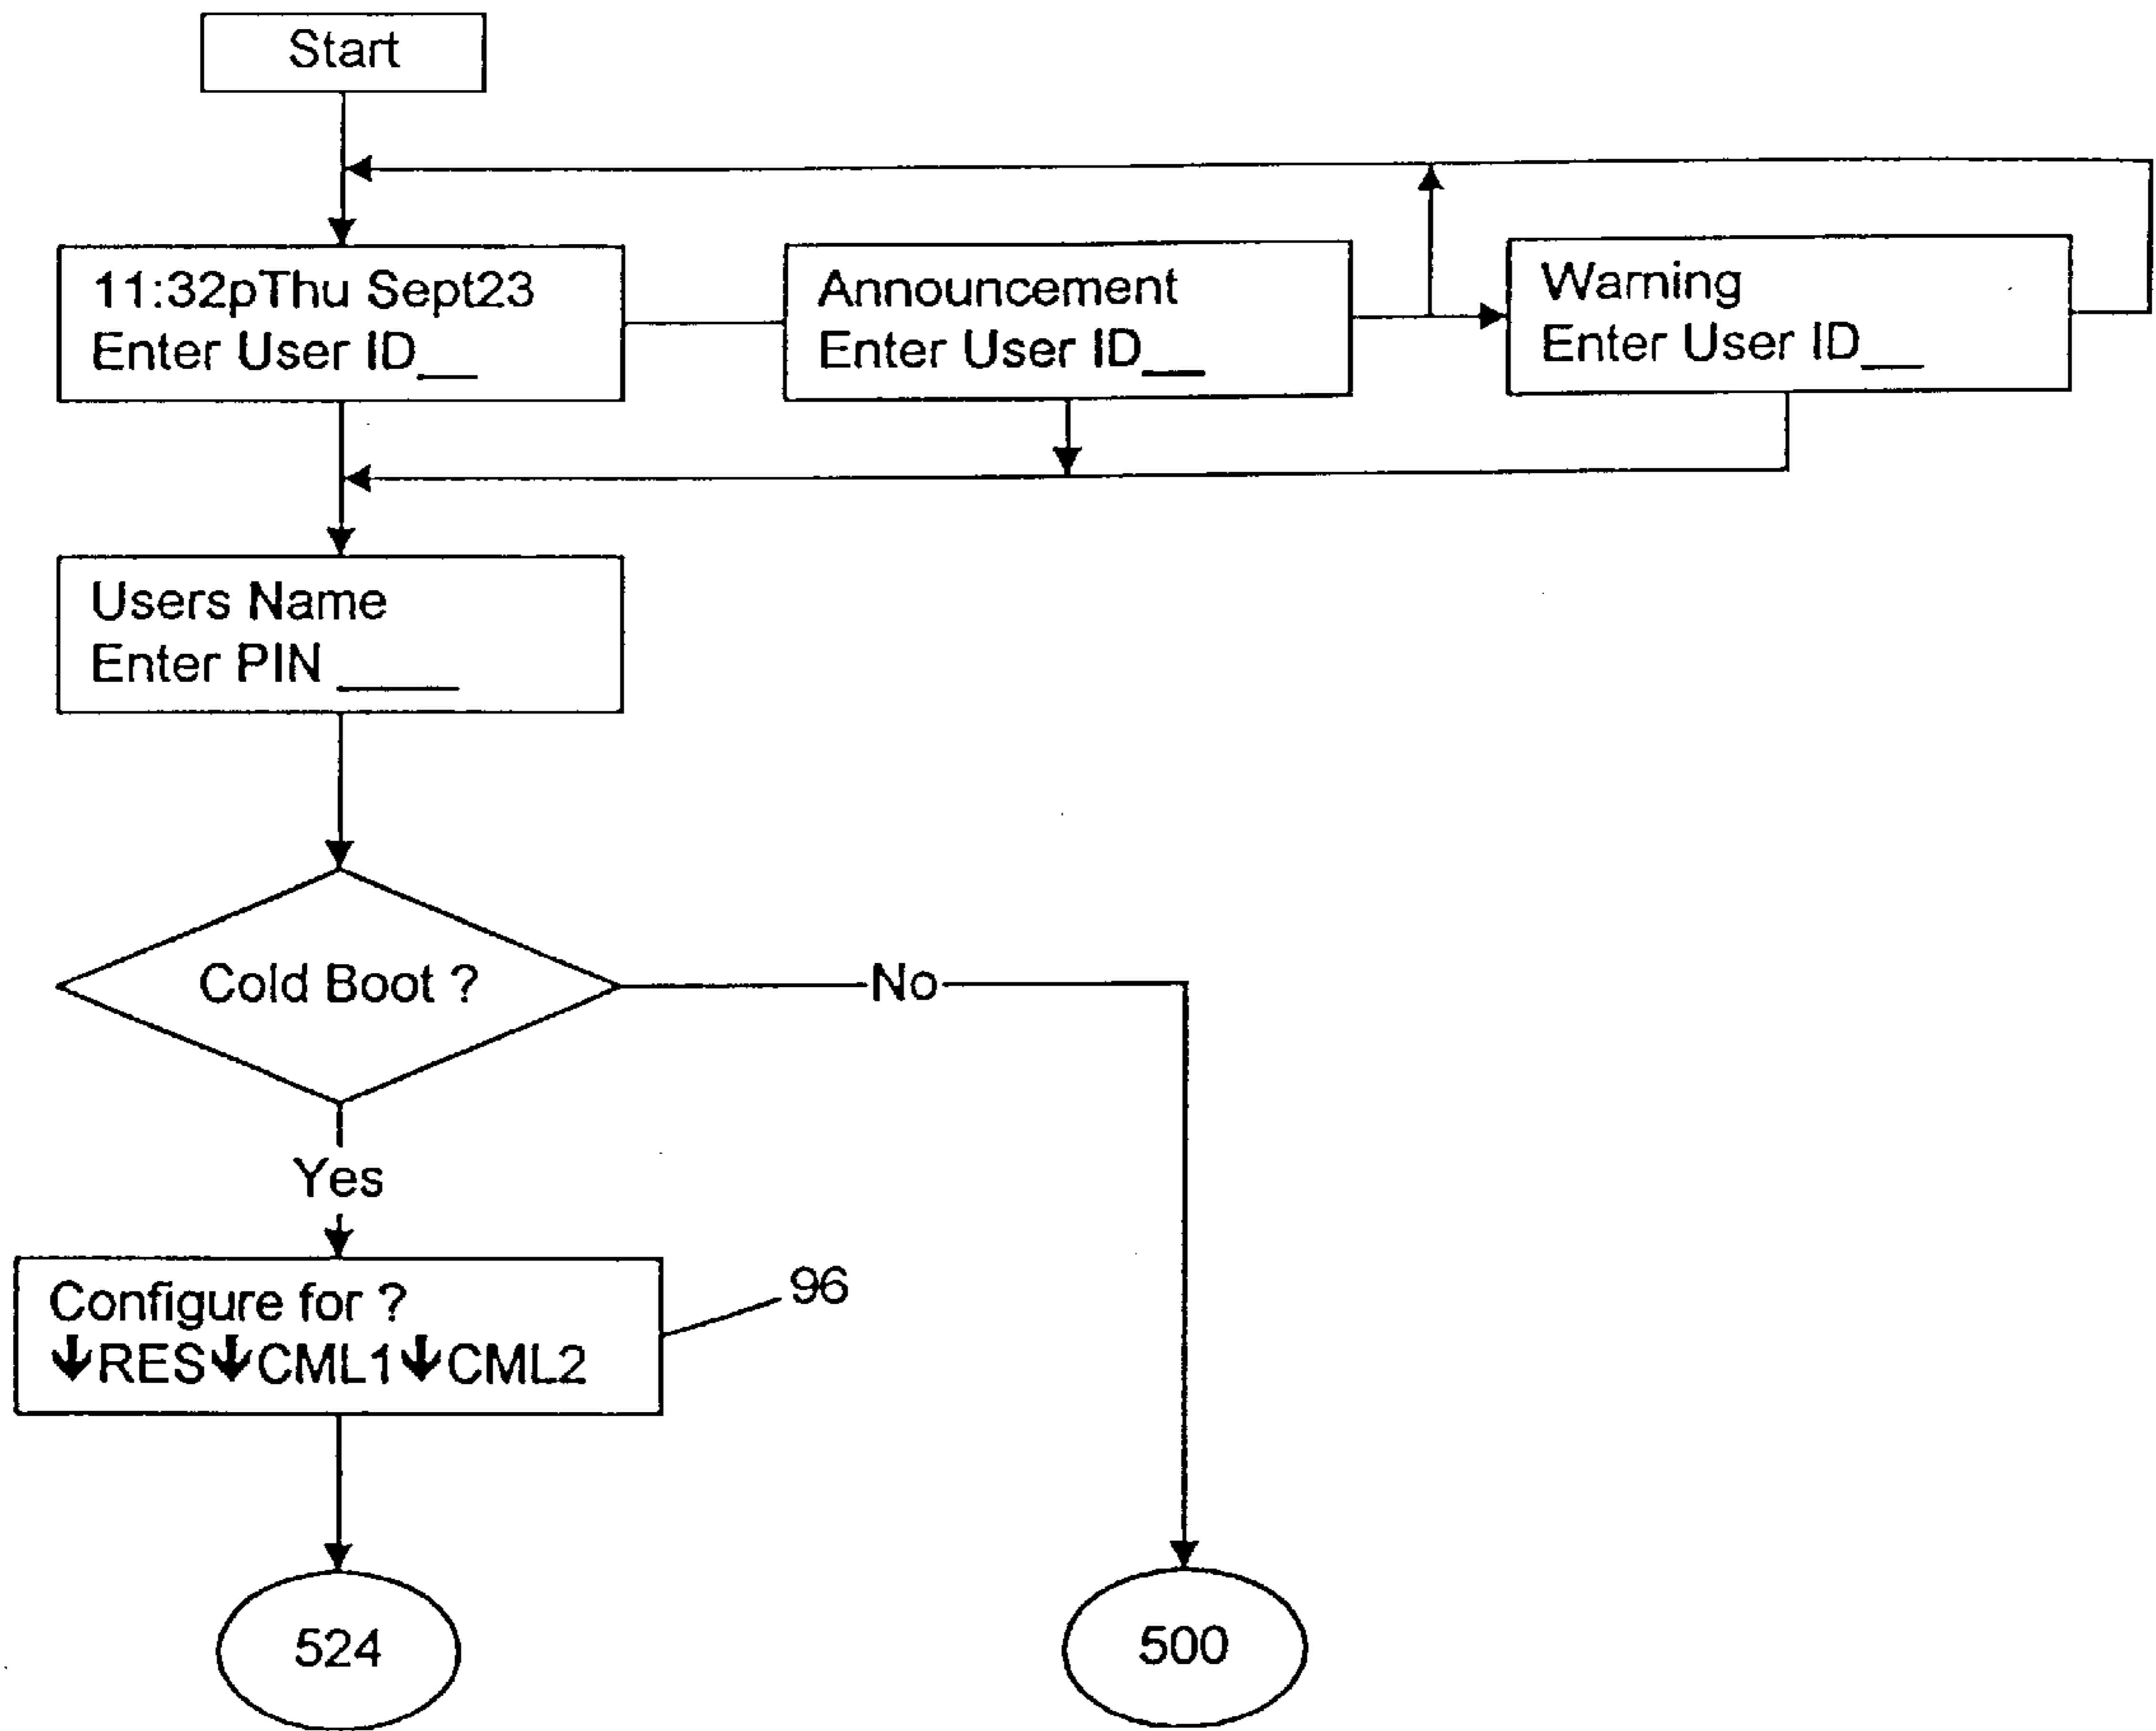 Start
11:32pThu Sept23
Enter User ID__
Announcement
Enter User ID__
Warning
Enter User ID__
Users Name
Enter PIN ____
Cold Boot ?
No
Yes
Configure for ?
↓RES↓CML1↓CML2
96
524
500